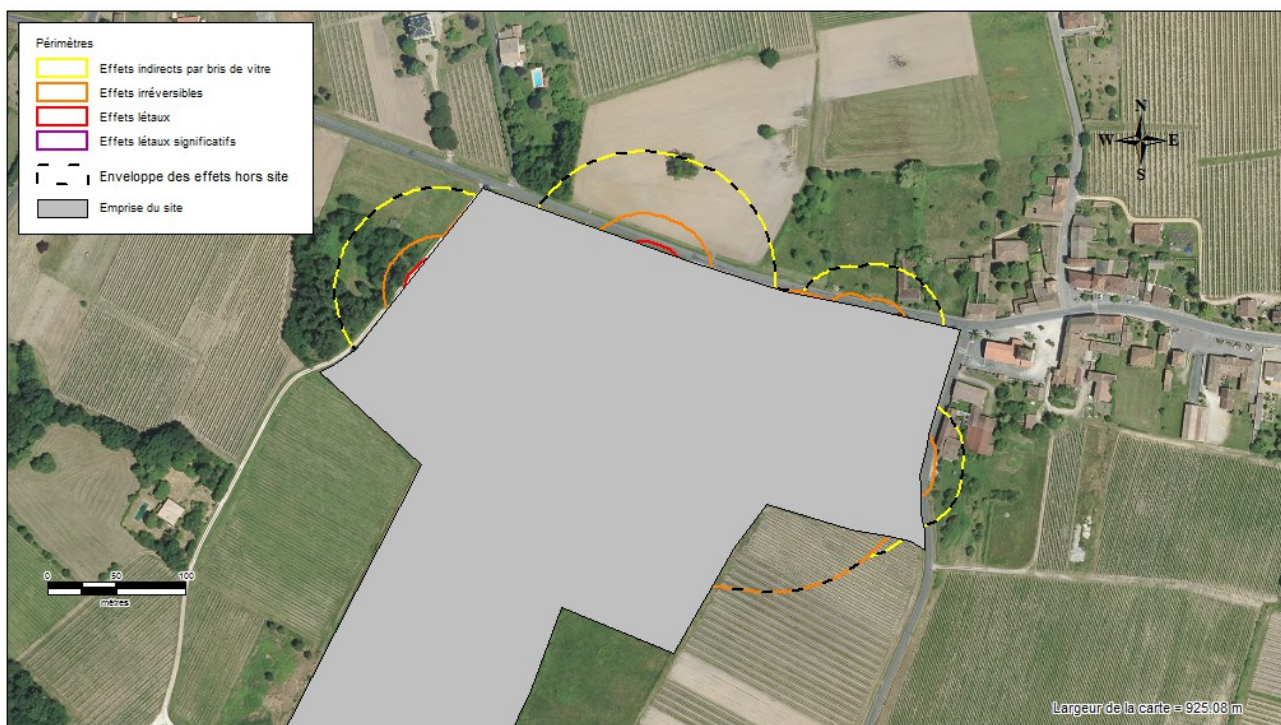 Périmètres
Effets indirects par bris de vitre
Effets irréversibles
Effets létaux
Effets létaux significatifs
Enveloppe des effets hors site
Emprise du site
N
W E
S
0 50 100
mètres
Largeur de la carte = 925.08 m